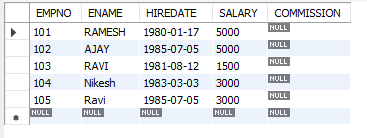 EMPNO ENAME HIREDATE SALARY COMMISSION
101 RAMESH 1980-01-17 5000 NULL
102 AJAY 1985-07-05 5000 NULL
103 RAVI 1981-08-12 1500 NULL
104 Nikesh 1983-03-03 3000 NULL
105 Ravi 1985-07-05 3000 NULL
NULL NULL NULL NULL NULL